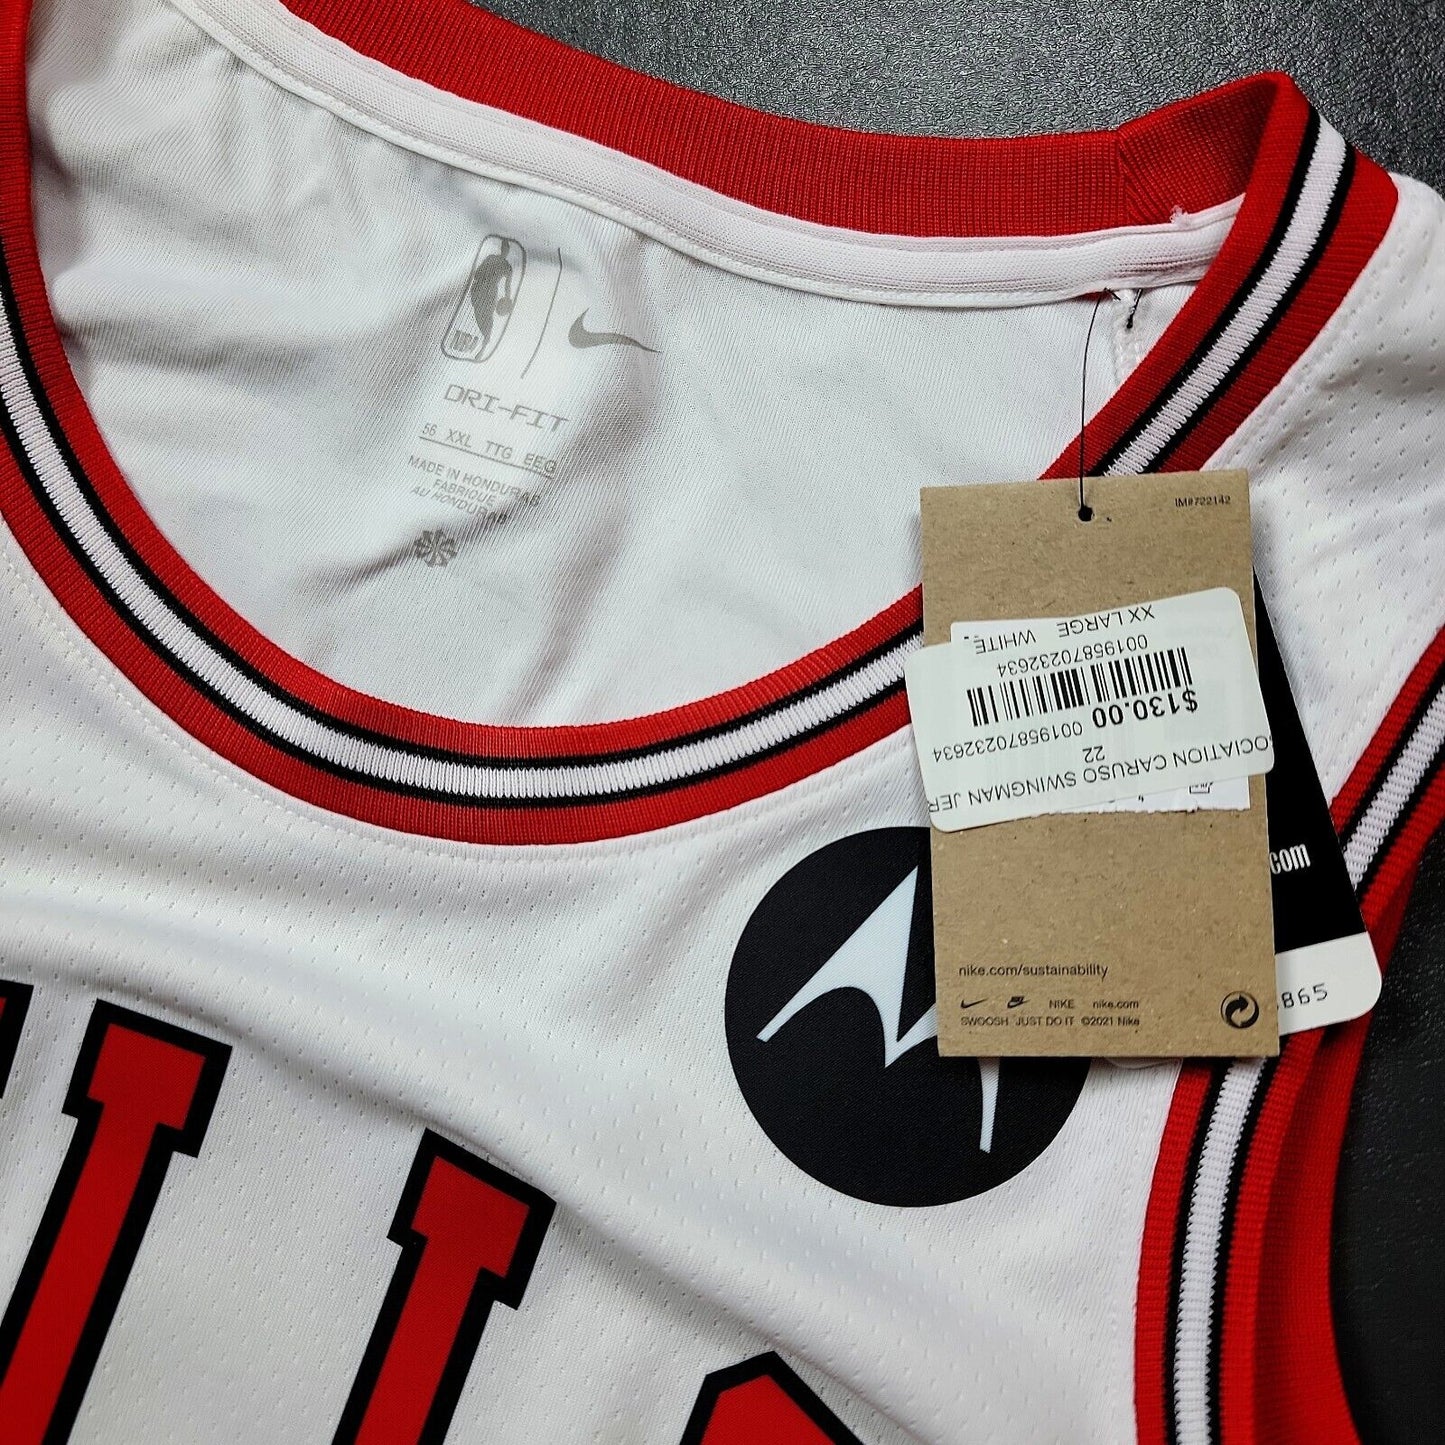 NBA
DRI-FIT
56 XXL TTG EEG
MADE IN HONDURAS
FABRIQUÉ
AU HONDURAS
IM#722142
OCIATION CARUSO SWINGMAN JER
22
$130.00
00195870232634
00195870232634
WHITE XX LARGE
nike.com/sustainability
NIKE nike.com
SWOOSH JUST DO IT ©2021 Nike
.com
865